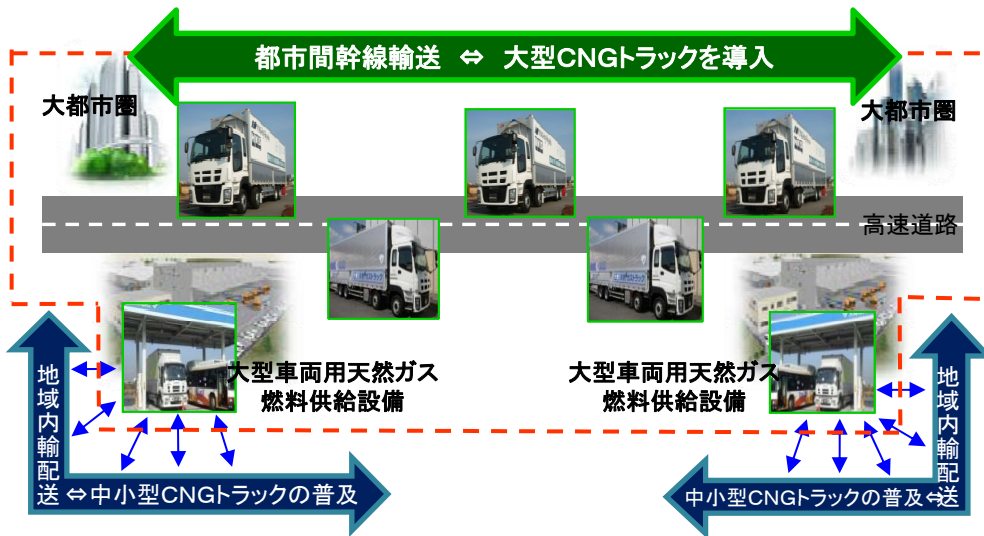 都市間幹線輸送 ⇔ 大型CNGトラックを導入
大都市圏
大都市圏
高速道路
大型車両用天然ガス
燃料供給設備
大型車両用天然ガス
燃料供給設備
地域内輸配送
⇔中小型CNGトラックの普及
地域内輸配送
中小型CNGトラックの普及⇔